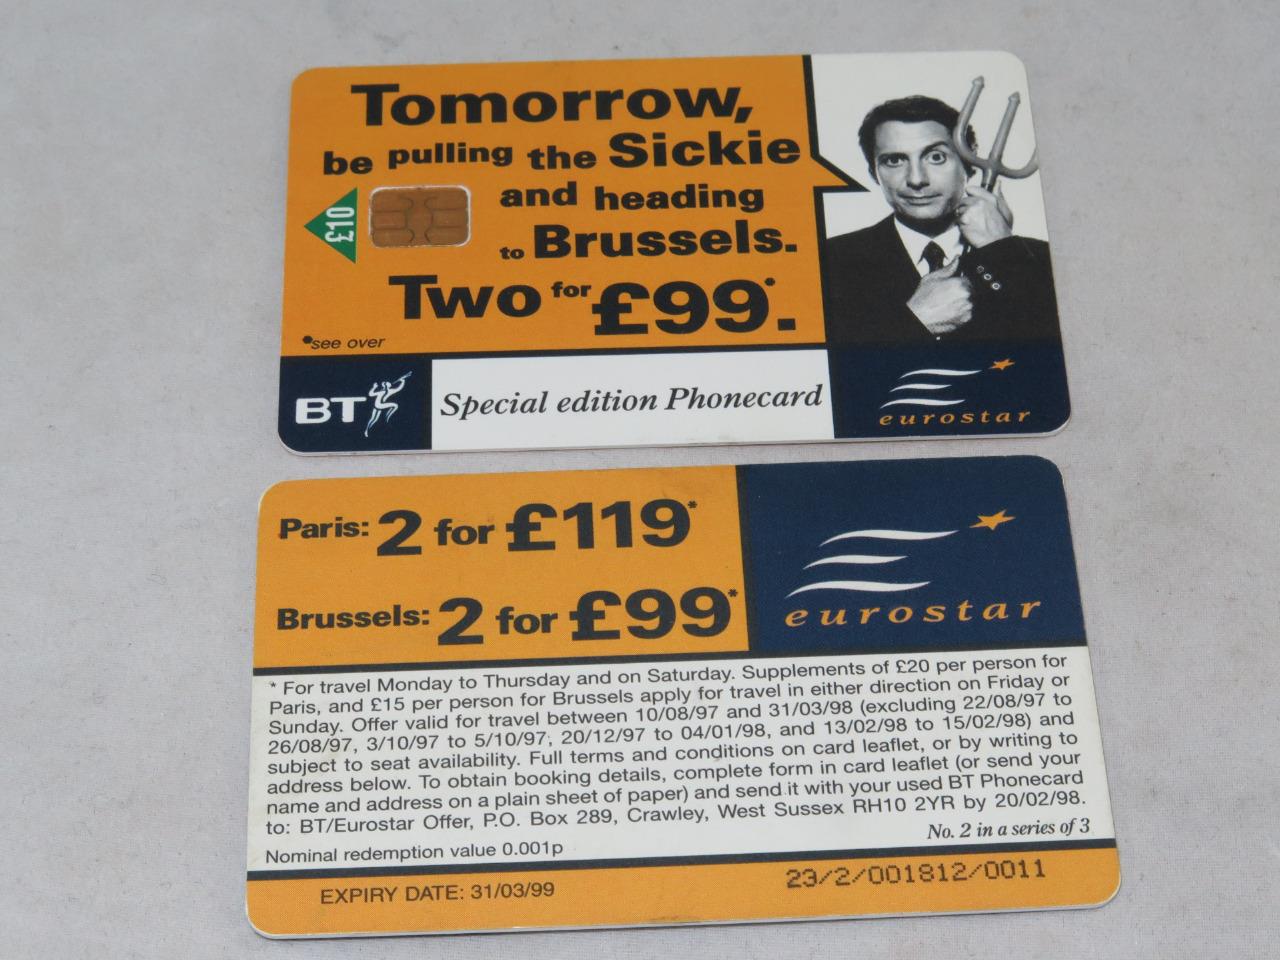 Tomorrow,
be pulling the Sickie
and heading
to Brussels.
£10
Two for £99*.
*see over
BT
Special edition Phonecard
eurostar
Paris: 2 for £119*
Brussels: 2 for £99*
eurostar
* For travel Monday to Thursday and on Saturday. Supplements of £20 per person for
Paris, and £15 per person for Brussels apply for travel in either direction on Friday or
Sunday. Offer valid for travel between 10/08/97 and 31/03/98 (excluding 22/08/97 to
26/08/97, 3/10/97 to 5/10/97, 20/12/97 to 04/01/98, and 13/02/98 to 15/02/98) and
subject to seat availability. Full terms and conditions on card leaflet, or by writing to
address below. To obtain booking details, complete form in card leaflet (or send your
name and address on a plain sheet of paper) and send it with your used BT Phonecard
to: BT/Eurostar Offer, P.O. Box 289, Crawley, West Sussex RH10 2YR by 20/02/98.
No. 2 in a series of 3
Nominal redemption value 0.001p
EXPIRY DATE: 31/03/99
23/2/001812/0011